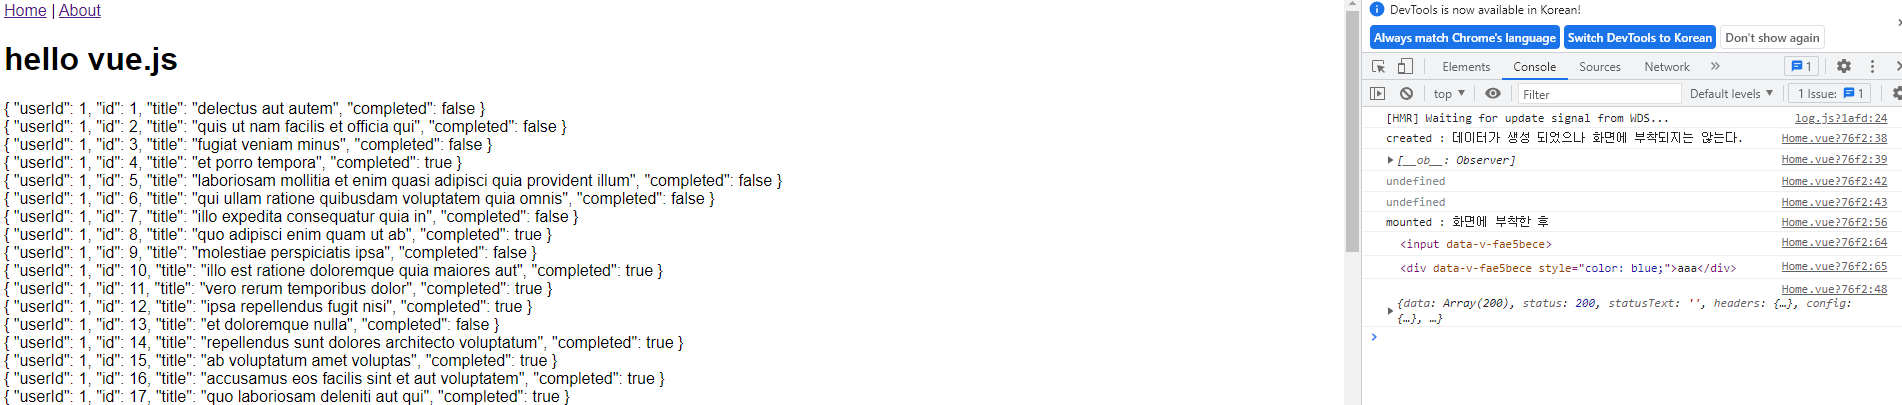 Home | About
hello vue.js
{ "userId": 1, "id": 1, "title": "delectus aut autem", "completed": false }
{ "userId": 1, "id": 2, "title": "quis ut nam facilis et officia qui", "completed": false }
{ "userId": 1, "id": 3, "title": "fugiat veniam minus", "completed": false }
{ "userId": 1, "id": 4, "title": "et porro tempora", "completed": true }
{ "userId": 1, "id": 5, "title": "laboriosam mollitia et enim quasi adipisci quia provident illum", "completed": false }
{ "userId": 1, "id": 6, "title": "qui ullam ratione quibusdam voluptatem quia omnis", "completed": false }
{ "userId": 1, "id": 7, "title": "illo expedita consequatur quia in", "completed": false }
{ "userId": 1, "id": 8, "title": "quo adipisci enim quam ut ab", "completed": true }
{ "userId": 1, "id": 9, "title": "molestiae perspiciatis ipsa", "completed": false }
{ "userId": 1, "id": 10, "title": "illo est ratione doloremque quia maiores aut", "completed": true }
{ "userId": 1, "id": 11, "title": "vero rerum temporibus dolor", "completed": true }
{ "userId": 1, "id": 12, "title": "ipsa repellendus fugit nisi", "completed": true }
{ "userId": 1, "id": 13, "title": "et doloremque nulla", "completed": false }
{ "userId": 1, "id": 14, "title": "repellendus sunt dolores architecto voluptatum", "completed": true }
{ "userId": 1, "id": 15, "title": "ab voluptatum amet voluptas", "completed": true }
{ "userId": 1, "id": 16, "title": "accusamus eos facilis sint et aut voluptatem", "completed": true }
{ "userId": 1, "id": 17, "title": "quo laboriosam deleniti aut qui", "completed": true }
DevTools is now available in Korean!
Always match Chrome's language Switch DevTools to Korean Don't show again
Elements Console Sources Network » 1
top Filter Default levels 1 Issue: 1
[HMR] Waiting for update signal from WDS... log.js?1afd:24
created : 데이터가 생성 되었으나 화면에 부착되지는 않는다. Home.vue?76f2:38
[__ob__: Observer] Home.vue?76f2:39
undefined Home.vue?76f2:42
undefined Home.vue?76f2:43
mounted : 화면에 부착한 후 Home.vue?76f2:56
<input data-v-fae5bece> Home.vue?76f2:64
<div data-v-fae5bece style="color: blue;">aaa</div> Home.vue?76f2:65
Home.vue?76f2:48
{data: Array(200), status: 200, statusText: '', headers: {…}, config:
{…}, …}